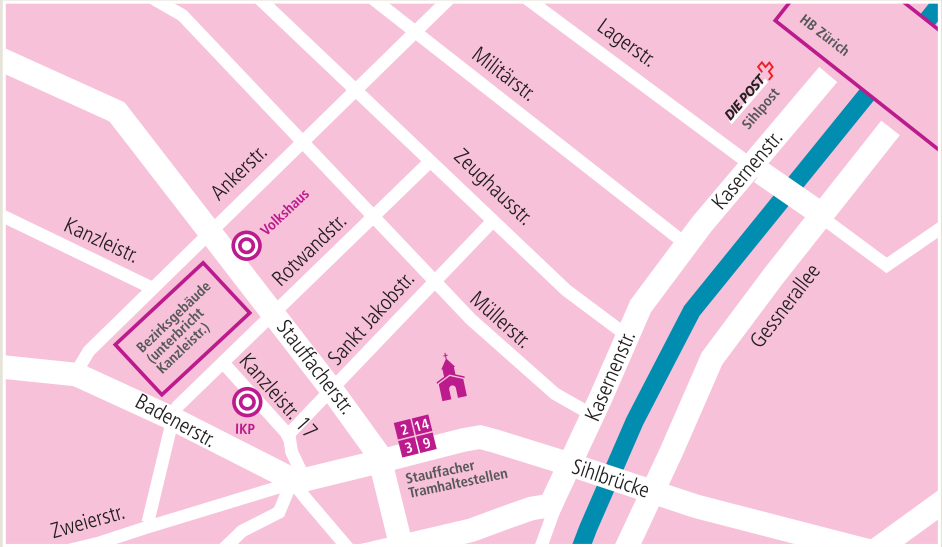 Lagerstr.
HB Zürich
Militärstr.
DIE POST
Sihlpost
Kasernenstr.
Ankerstr.
Zeughausstr.
Volkshaus
Kanzleistr.
Rotwandstr.
Bezirksgebäude
(unterbricht
Kanzleistr.)
Sankt Jakobstr.
Müllerstr.
Gessnerallee
Stauffacherstr.
Kasernenstr.
Kanzleistr. 17
IKP
Badenerstr.
2 14
3 9
Stauffacher
Tramhaltestellen
Sihlbrücke
Zweierstr.